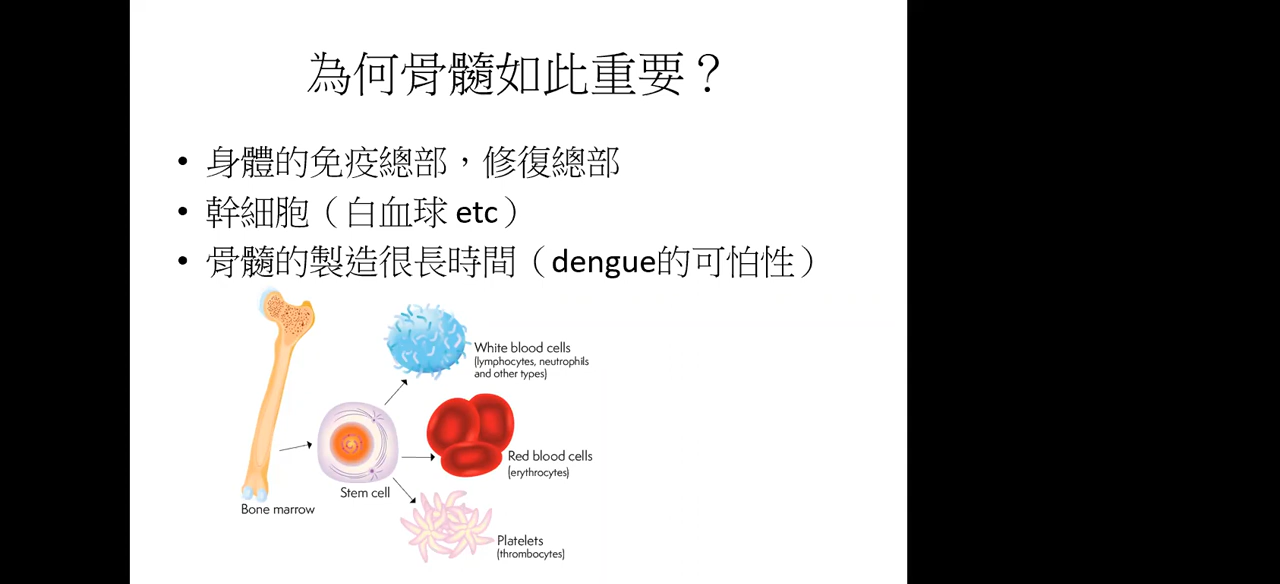 為何骨髓如此重要？
• 身體的免疫總部，修復總部
• 幹細胞（白血球 etc）
• 骨髓的製造很長時間（dengue的可怕性）
White blood cells
(lymphocytes, neutrophils
and other types)
Red blood cells
(erythrocytes)
Stem cell
Bone marrow
Platelets
(thrombocytes)